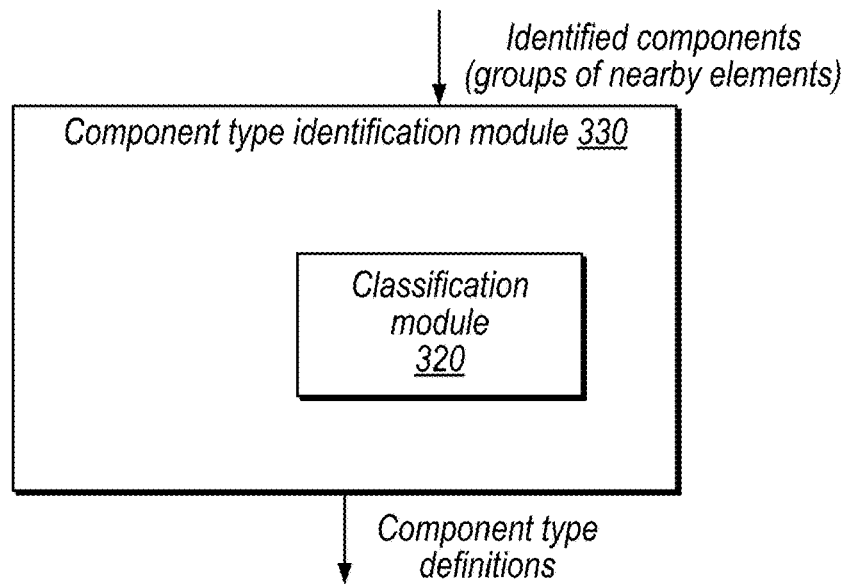 Identified components
(groups of nearby elements)
Component type identification module 330
Classification
module
320
Component type
definitions